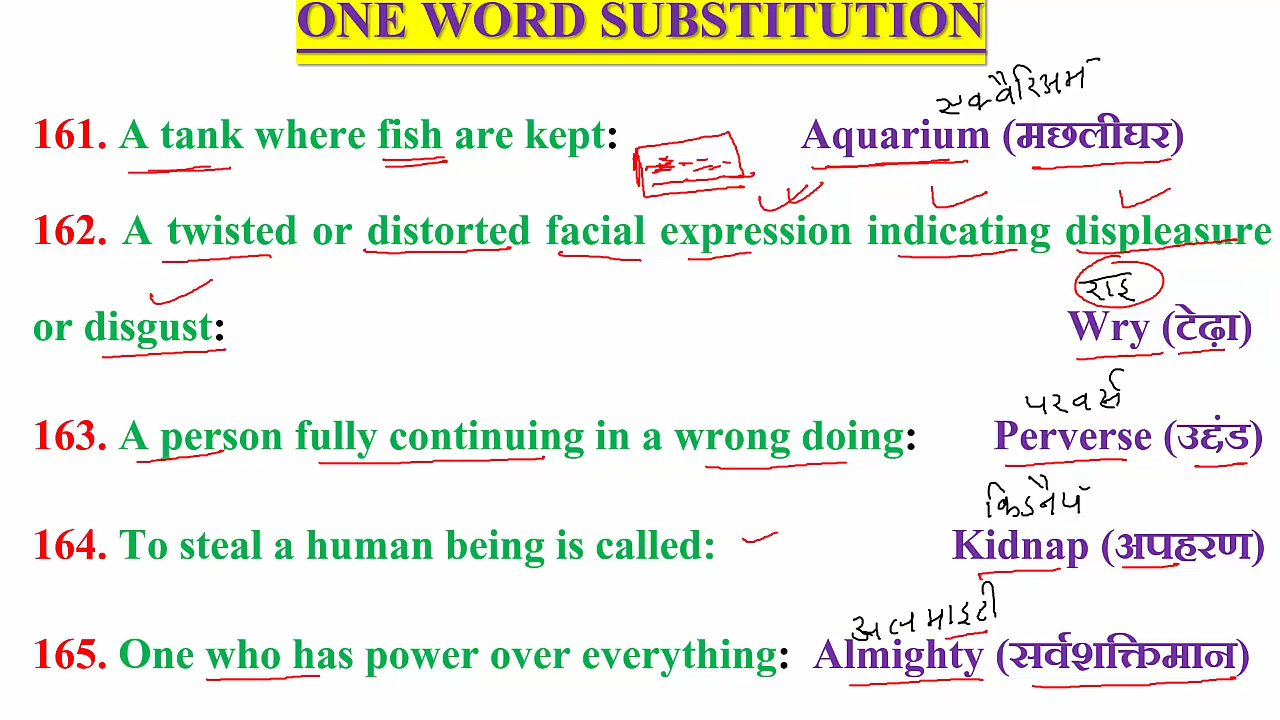 ONE WORD SUBSTITUTION
एक्वैरिअम
161. A tank where fish are kept: Aquarium (मछलीघर)
162. A twisted or distorted facial expression indicating displeasure
राइ
or disgust: Wry (टेढ़ा)
परवर्स
163. A person fully continuing in a wrong doing: Perverse (उद्दंड)
किडनैप
164. To steal a human being is called: Kidnap (अपहरण)
अलमाइटी
165. One who has power over everything: Almighty (सर्वशक्तिमान)